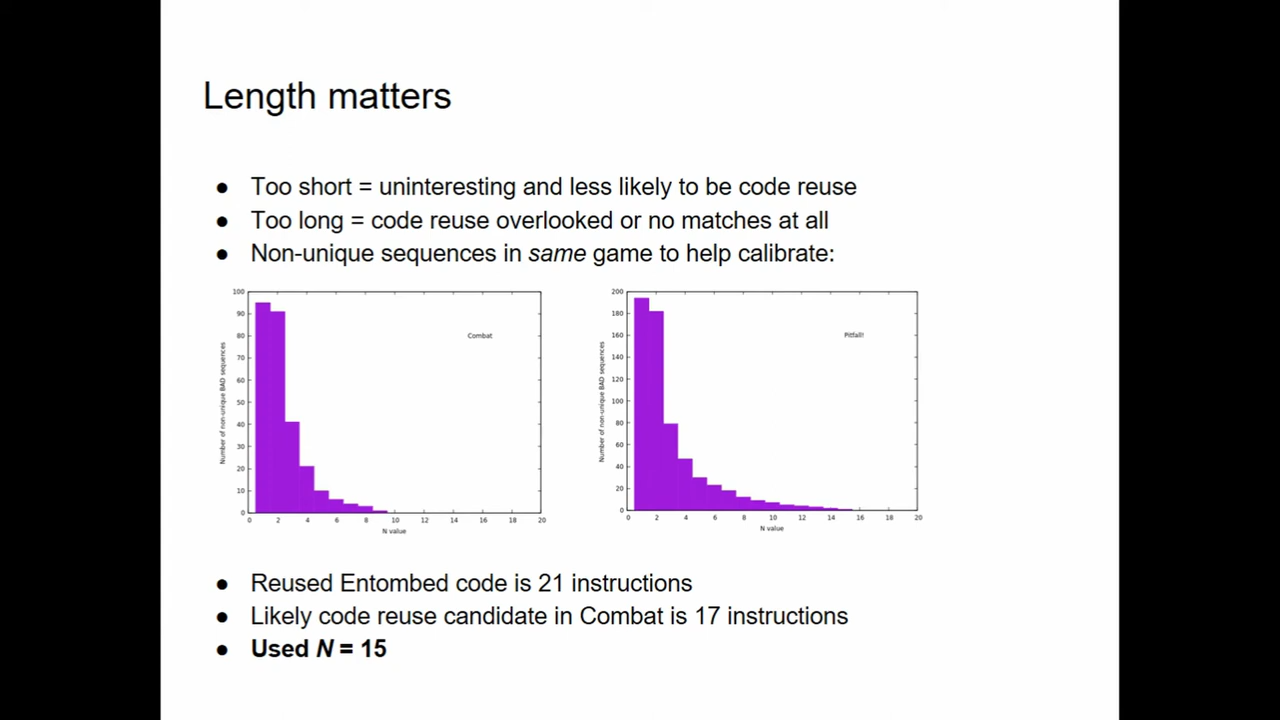 Length matters
● Too short = uninteresting and less likely to be code reuse
● Too long = code reuse overlooked or no matches at all
● Non-unique sequences in same game to help calibrate:
100
90
80
70
60
50
40
30
20
10
0
Number of non-unique BAD sequences
Combat
0 2 4 6 8 10 12 14 16 18 20
N value
200
180
160
140
120
100
80
60
40
20
0
Number of non-unique BAD sequences
Pitfall!
0 2 4 6 8 10 12 14 16 18 20
N value
● Reused Entombed code is 21 instructions
● Likely code reuse candidate in Combat is 17 instructions
● Used N = 15